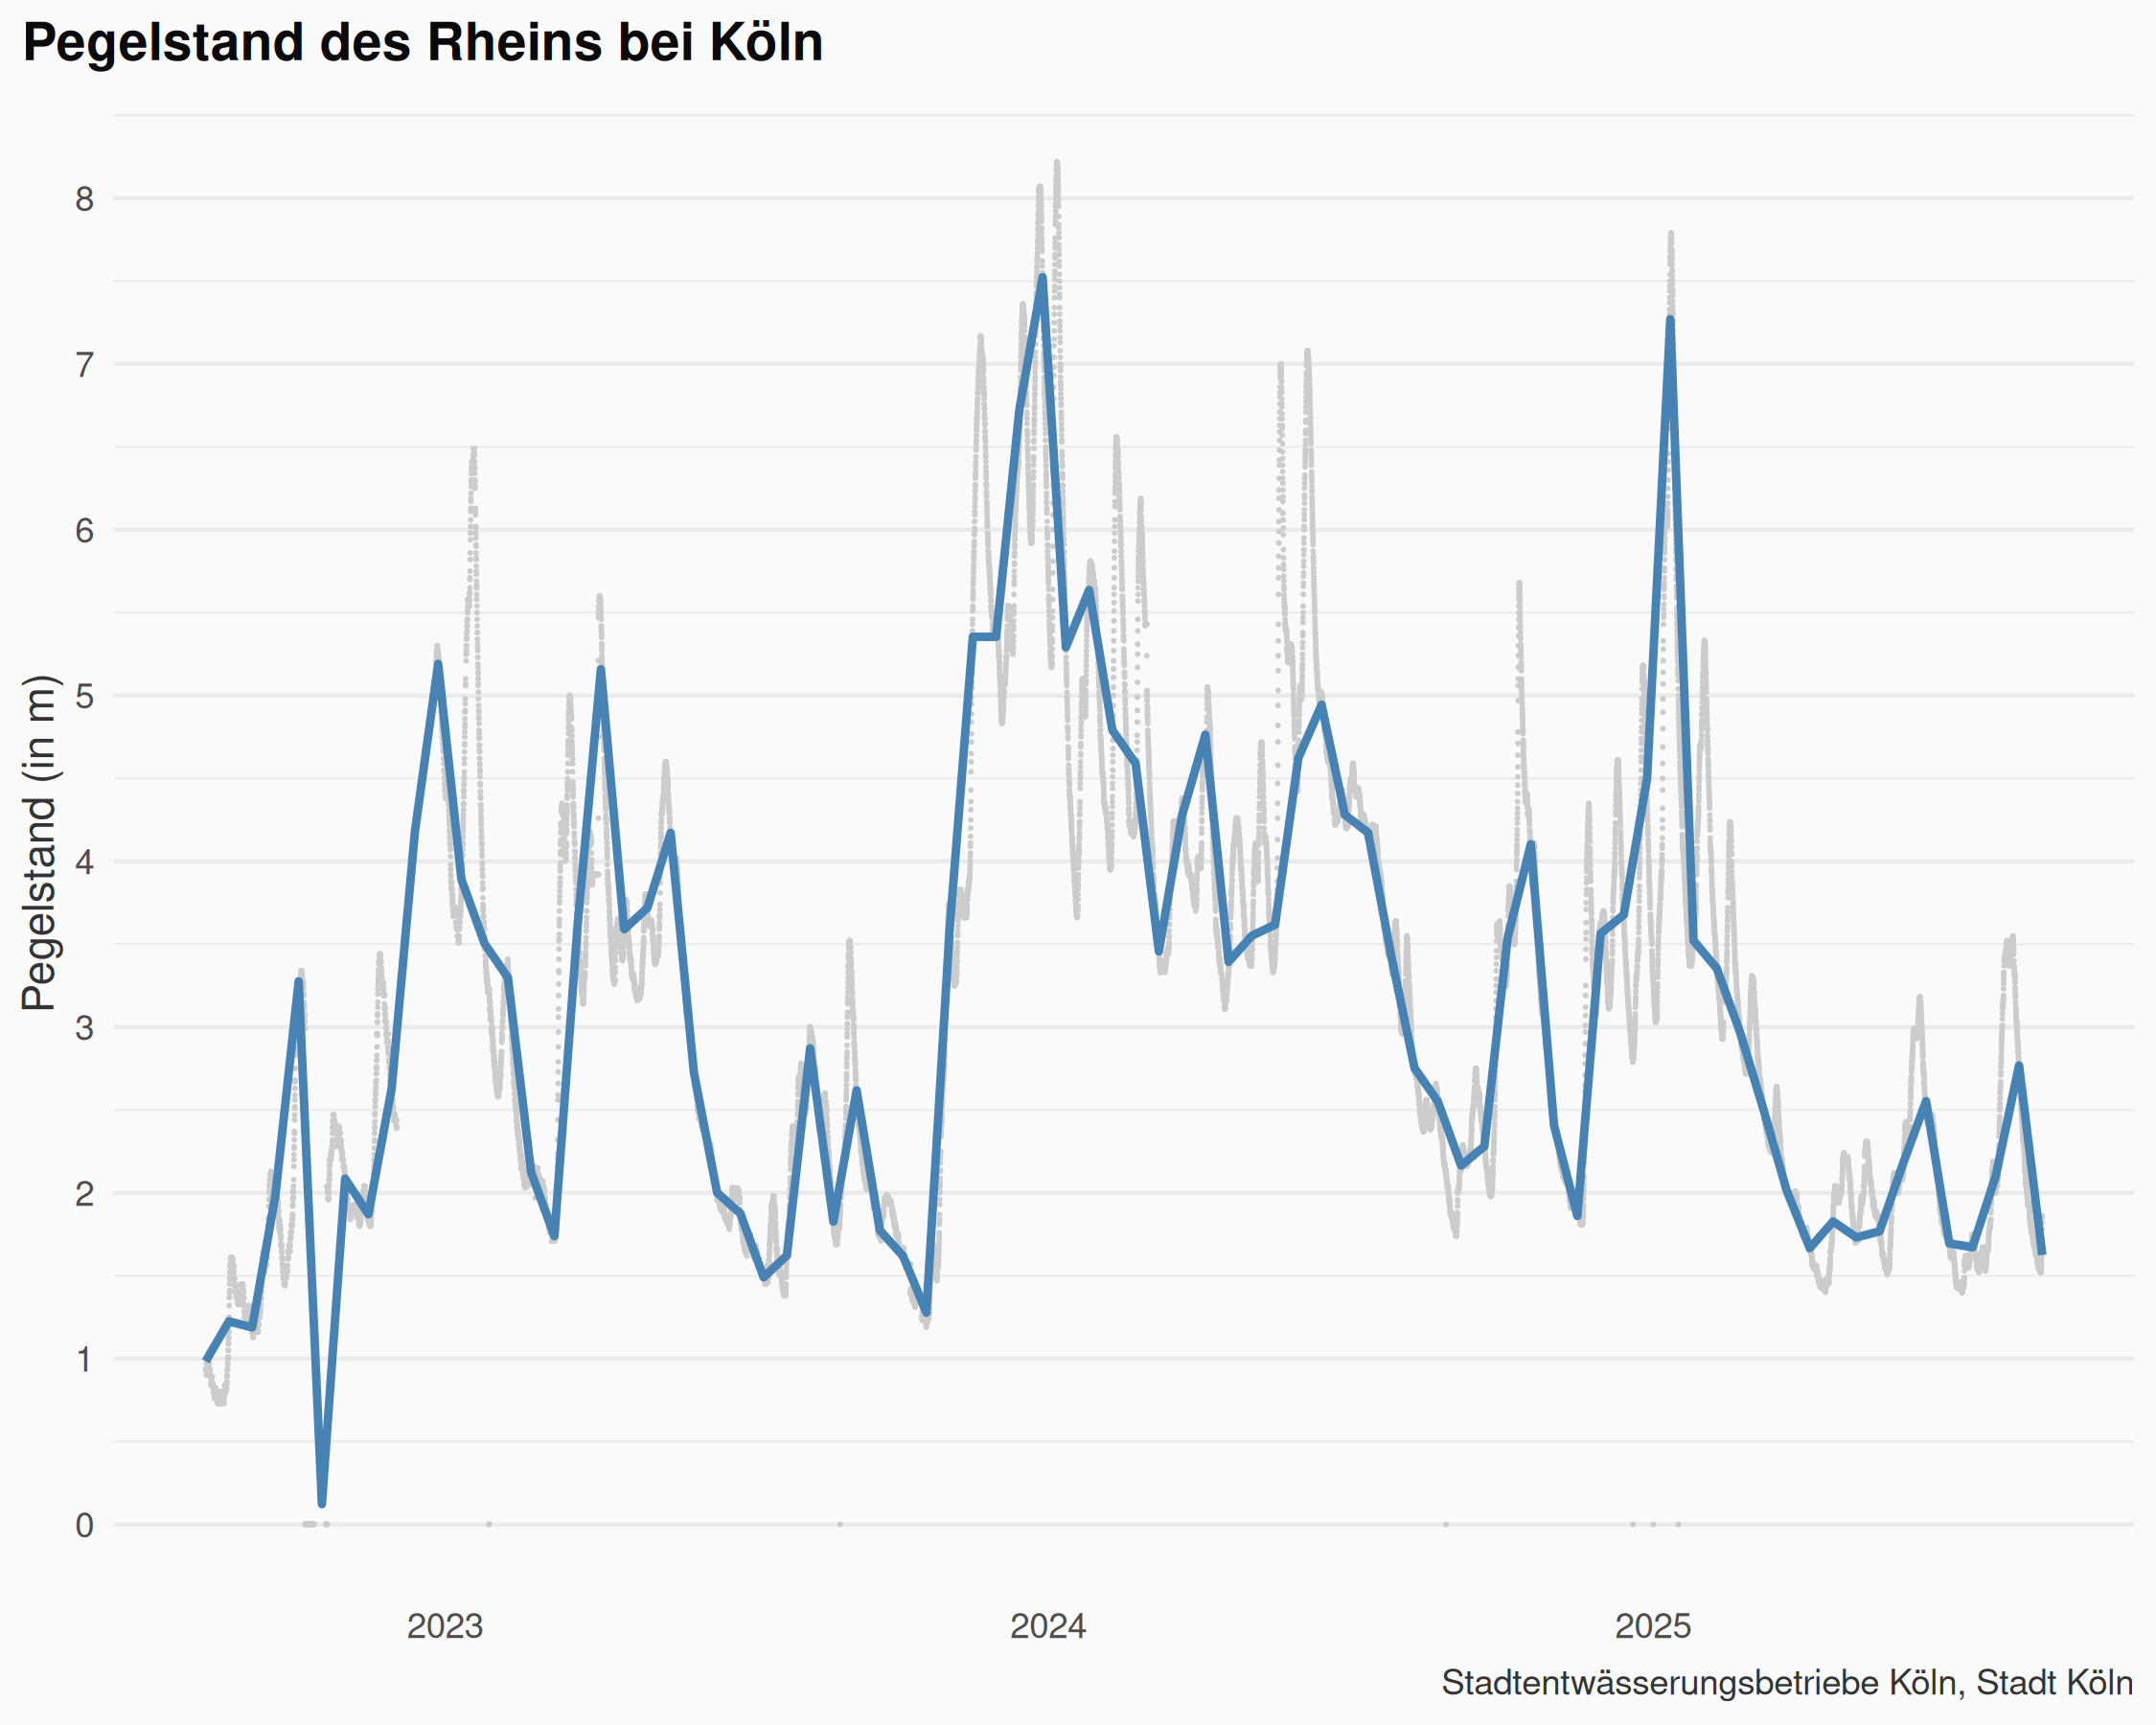 Pegelstand des Rheins bei Köln
Pegelstand (in m)
8
7
6
5
4
3
2
1
0
2023 2024 2025
Stadtentwässerungsbetriebe Köln, Stadt Köln